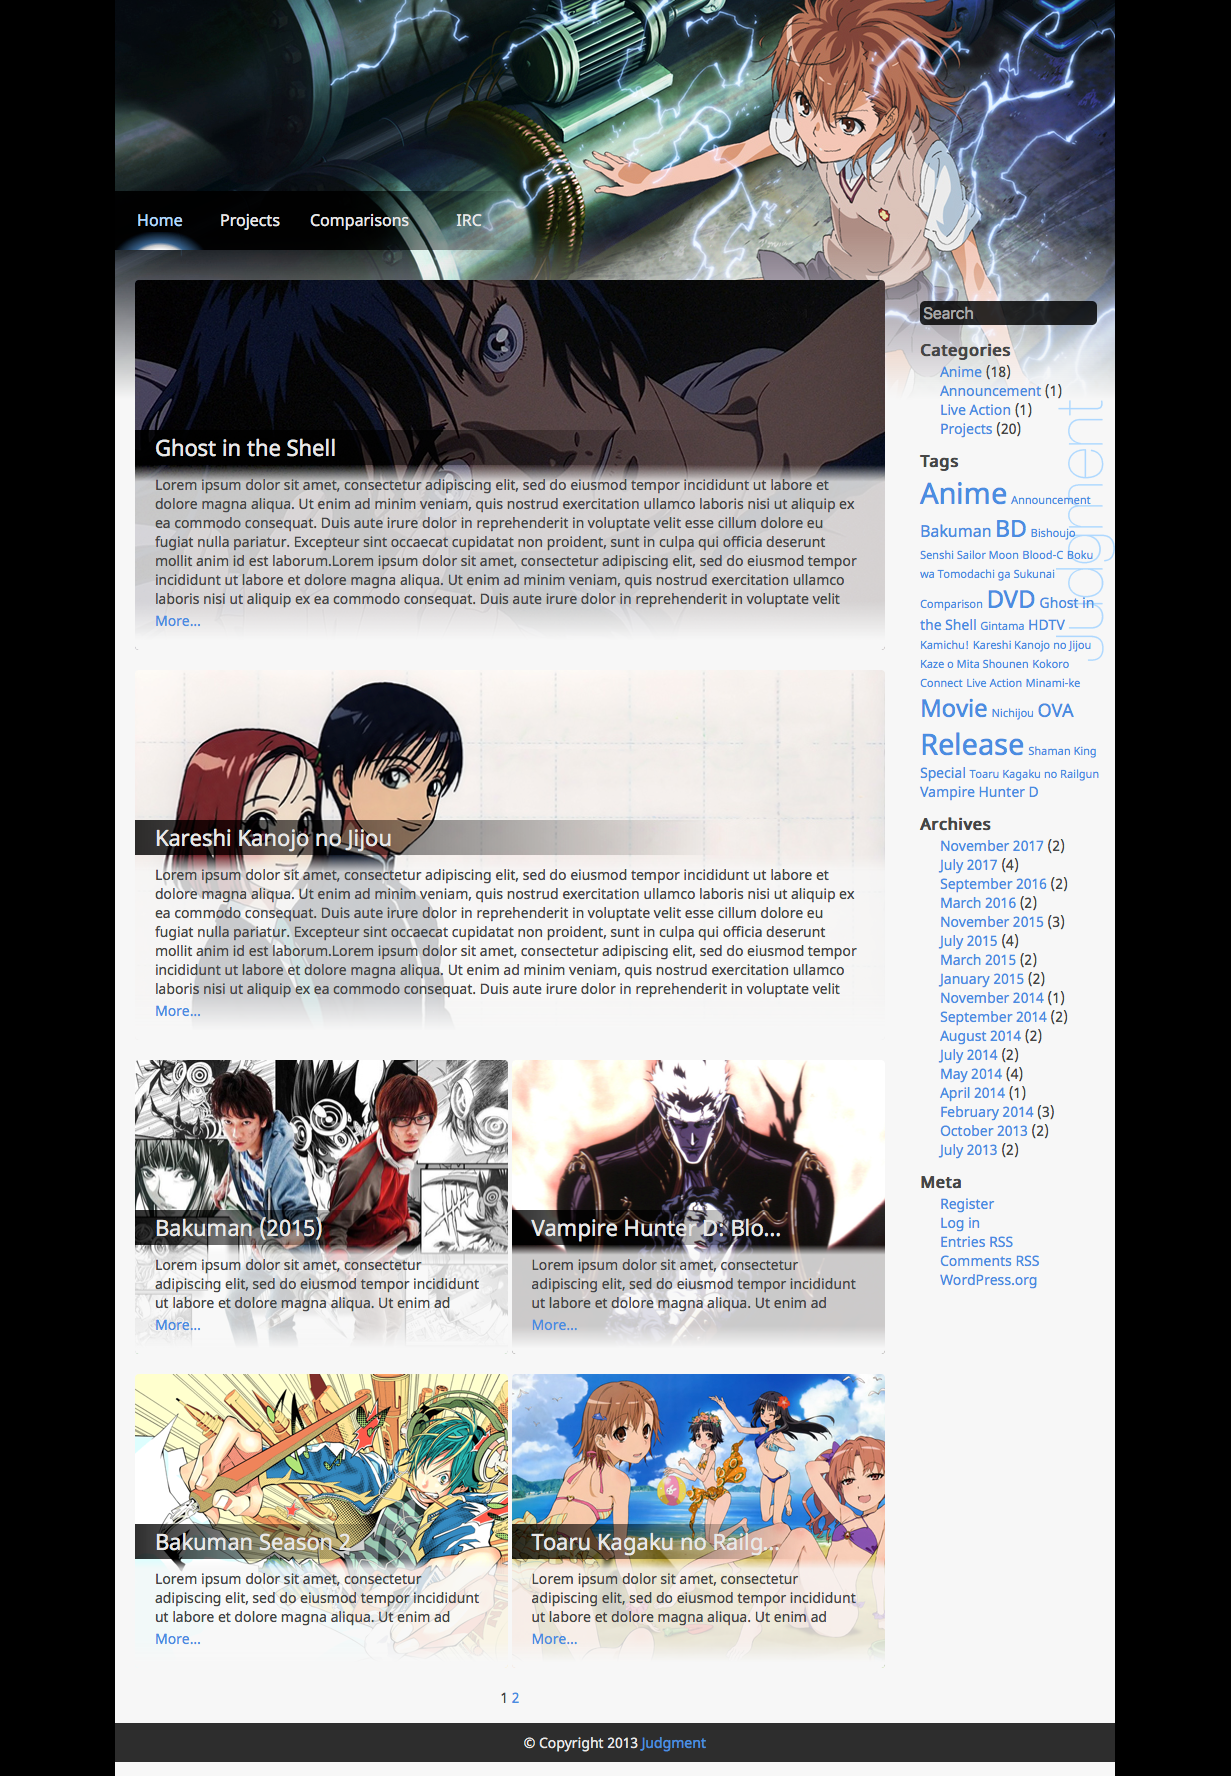 Home Projects Comparisons IRC
Ghost in the Shell
Lorem ipsum dolor sit amet, consectetur adipiscing elit, sed do eiusmod tempor incididunt ut labore et
dolore magna aliqua. Ut enim ad minim veniam, quis nostrud exercitation ullamco laboris nisi ut aliquip ex
ea commodo consequat. Duis aute irure dolor in reprehenderit in voluptate velit esse cillum dolore eu
fugiat nulla pariatur. Excepteur sint occaecat cupidatat non proident, sunt in culpa qui officia deserunt
mollit anim id est laborum.Lorem ipsum dolor sit amet, consectetur adipiscing elit, sed do eiusmod tempor
incididunt ut labore et dolore magna aliqua. Ut enim ad minim veniam, quis nostrud exercitation ullamco
laboris nisi ut aliquip ex ea commodo consequat. Duis aute irure dolor in reprehenderit in voluptate velit
More...
Kareshi Kanojo no Jijou
Lorem ipsum dolor sit amet, consectetur adipiscing elit, sed do eiusmod tempor incididunt ut labore et
dolore magna aliqua. Ut enim ad minim veniam, quis nostrud exercitation ullamco laboris nisi ut aliquip ex
ea commodo consequat. Duis aute irure dolor in reprehenderit in voluptate velit esse cillum dolore eu
fugiat nulla pariatur. Excepteur sint occaecat cupidatat non proident, sunt in culpa qui officia deserunt
mollit anim id est laborum.Lorem ipsum dolor sit amet, consectetur adipiscing elit, sed do eiusmod tempor
incididunt ut labore et dolore magna aliqua. Ut enim ad minim veniam, quis nostrud exercitation ullamco
laboris nisi ut aliquip ex ea commodo consequat. Duis aute irure dolor in reprehenderit in voluptate velit
More...
Bakuman (2015)
Lorem ipsum dolor sit amet, consectetur
adipiscing elit, sed do eiusmod tempor incididunt
ut labore et dolore magna aliqua. Ut enim ad
More...
Vampire Hunter D: Blo...
Lorem ipsum dolor sit amet, consectetur
adipiscing elit, sed do eiusmod tempor incididunt
ut labore et dolore magna aliqua. Ut enim ad
More...
Bakuman Season 2
Lorem ipsum dolor sit amet, consectetur
adipiscing elit, sed do eiusmod tempor incididunt
ut labore et dolore magna aliqua. Ut enim ad
More...
Toaru Kagaku no Railg...
Lorem ipsum dolor sit amet, consectetur
adipiscing elit, sed do eiusmod tempor incididunt
ut labore et dolore magna aliqua. Ut enim ad
More...
1 2
Search
Categories
Anime (18)
Announcement (1)
Live Action (1)
Projects (20)
Judgment
Tags
Anime Announcement
Bakuman BD Bishoujo
Senshi Sailor Moon Blood-C Boku
wa Tomodachi ga Sukunai
Comparison DVD Ghost in
the Shell Gintama HDTV
Kamichu! Kareshi Kanojo no Jijou
Kaze o Mita Shounen Kokoro
Connect Live Action Minami-ke
Movie Nichijou OVA
Release Shaman King
Special Toaru Kagaku no Railgun
Vampire Hunter D
Archives
November 2017 (2)
July 2017 (4)
September 2016 (2)
March 2016 (2)
November 2015 (3)
July 2015 (4)
March 2015 (2)
January 2015 (2)
November 2014 (1)
September 2014 (2)
August 2014 (2)
July 2014 (2)
May 2014 (4)
April 2014 (1)
February 2014 (3)
October 2013 (2)
July 2013 (2)
Meta
Register
Log in
Entries RSS
Comments RSS
WordPress.org
© Copyright 2013 Judgment